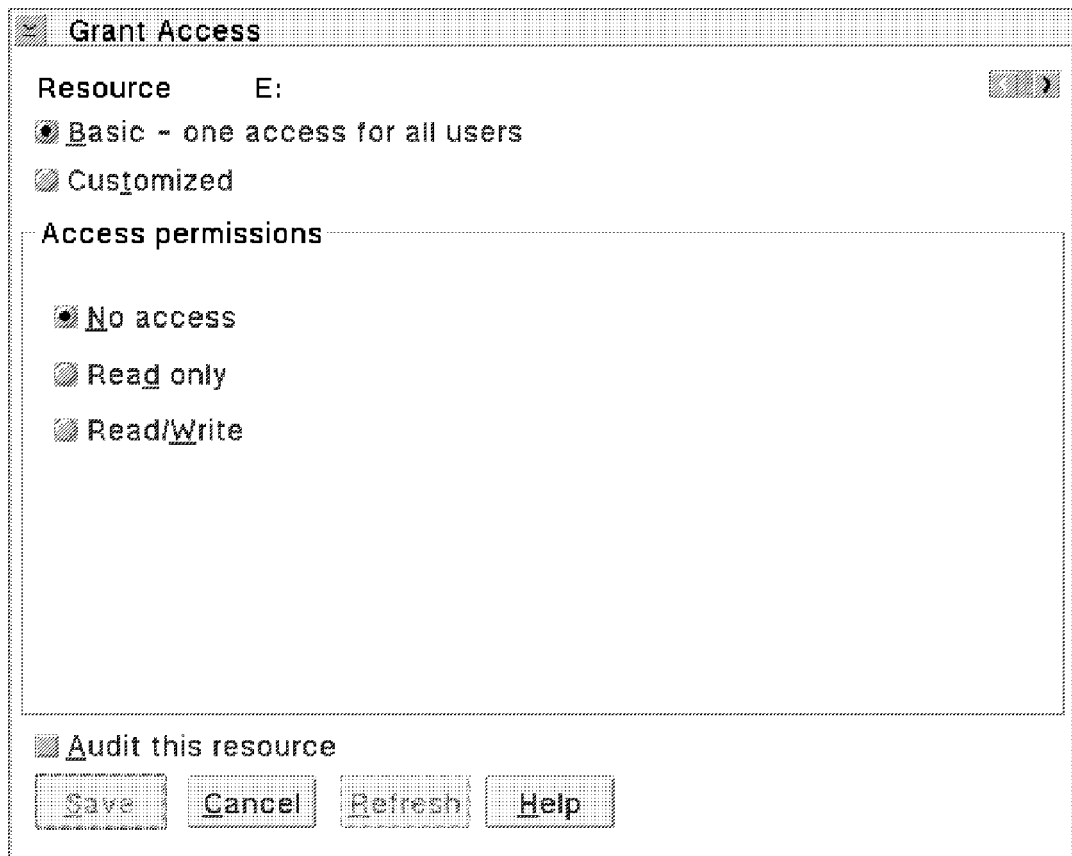 Grant Access
Resource E:
Basic - one access for all users
Customized
Access permissions
No access
Read only
Read/Write
Audit this resource
Save Cancel Refresh Help